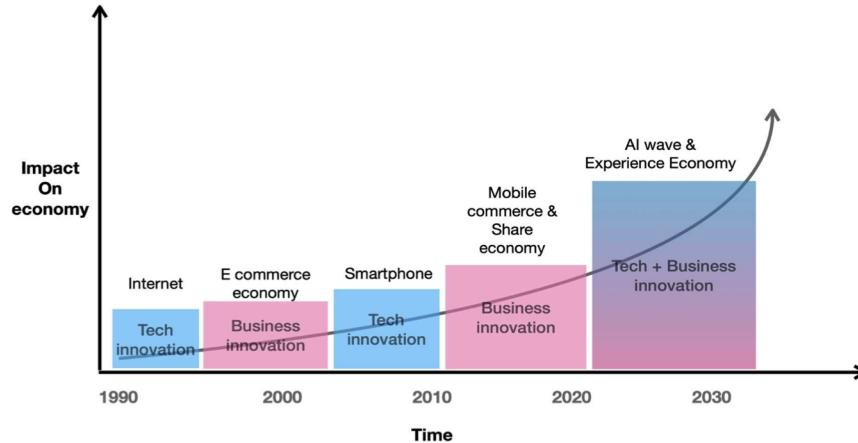 AI wave &
Experience Economy
Mobile
commerce &
Share
economy
Impact
On
economy
Internet
E commerce
economy
Smartphone
Tech + Business
innovation
Tech
innovation
Business
innovation
Tech
innovation
Business
innovation
1990
2000
2010
2020
2030
Time